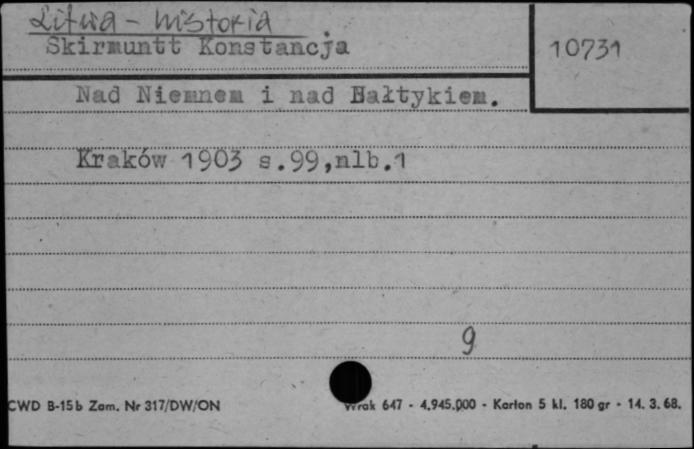 Litwa - historia
Skirmuntt Konstancja
10731
Nad Niemnem i nad Bałtykiem.
Kraków 1903 s.99,nlb.1
9
CWD B-15b Zam. Nr 317/DW/ON
Wrak 647 - 4.945.000 - Karton 5 kl. 180 gr - 14. 3. 68.